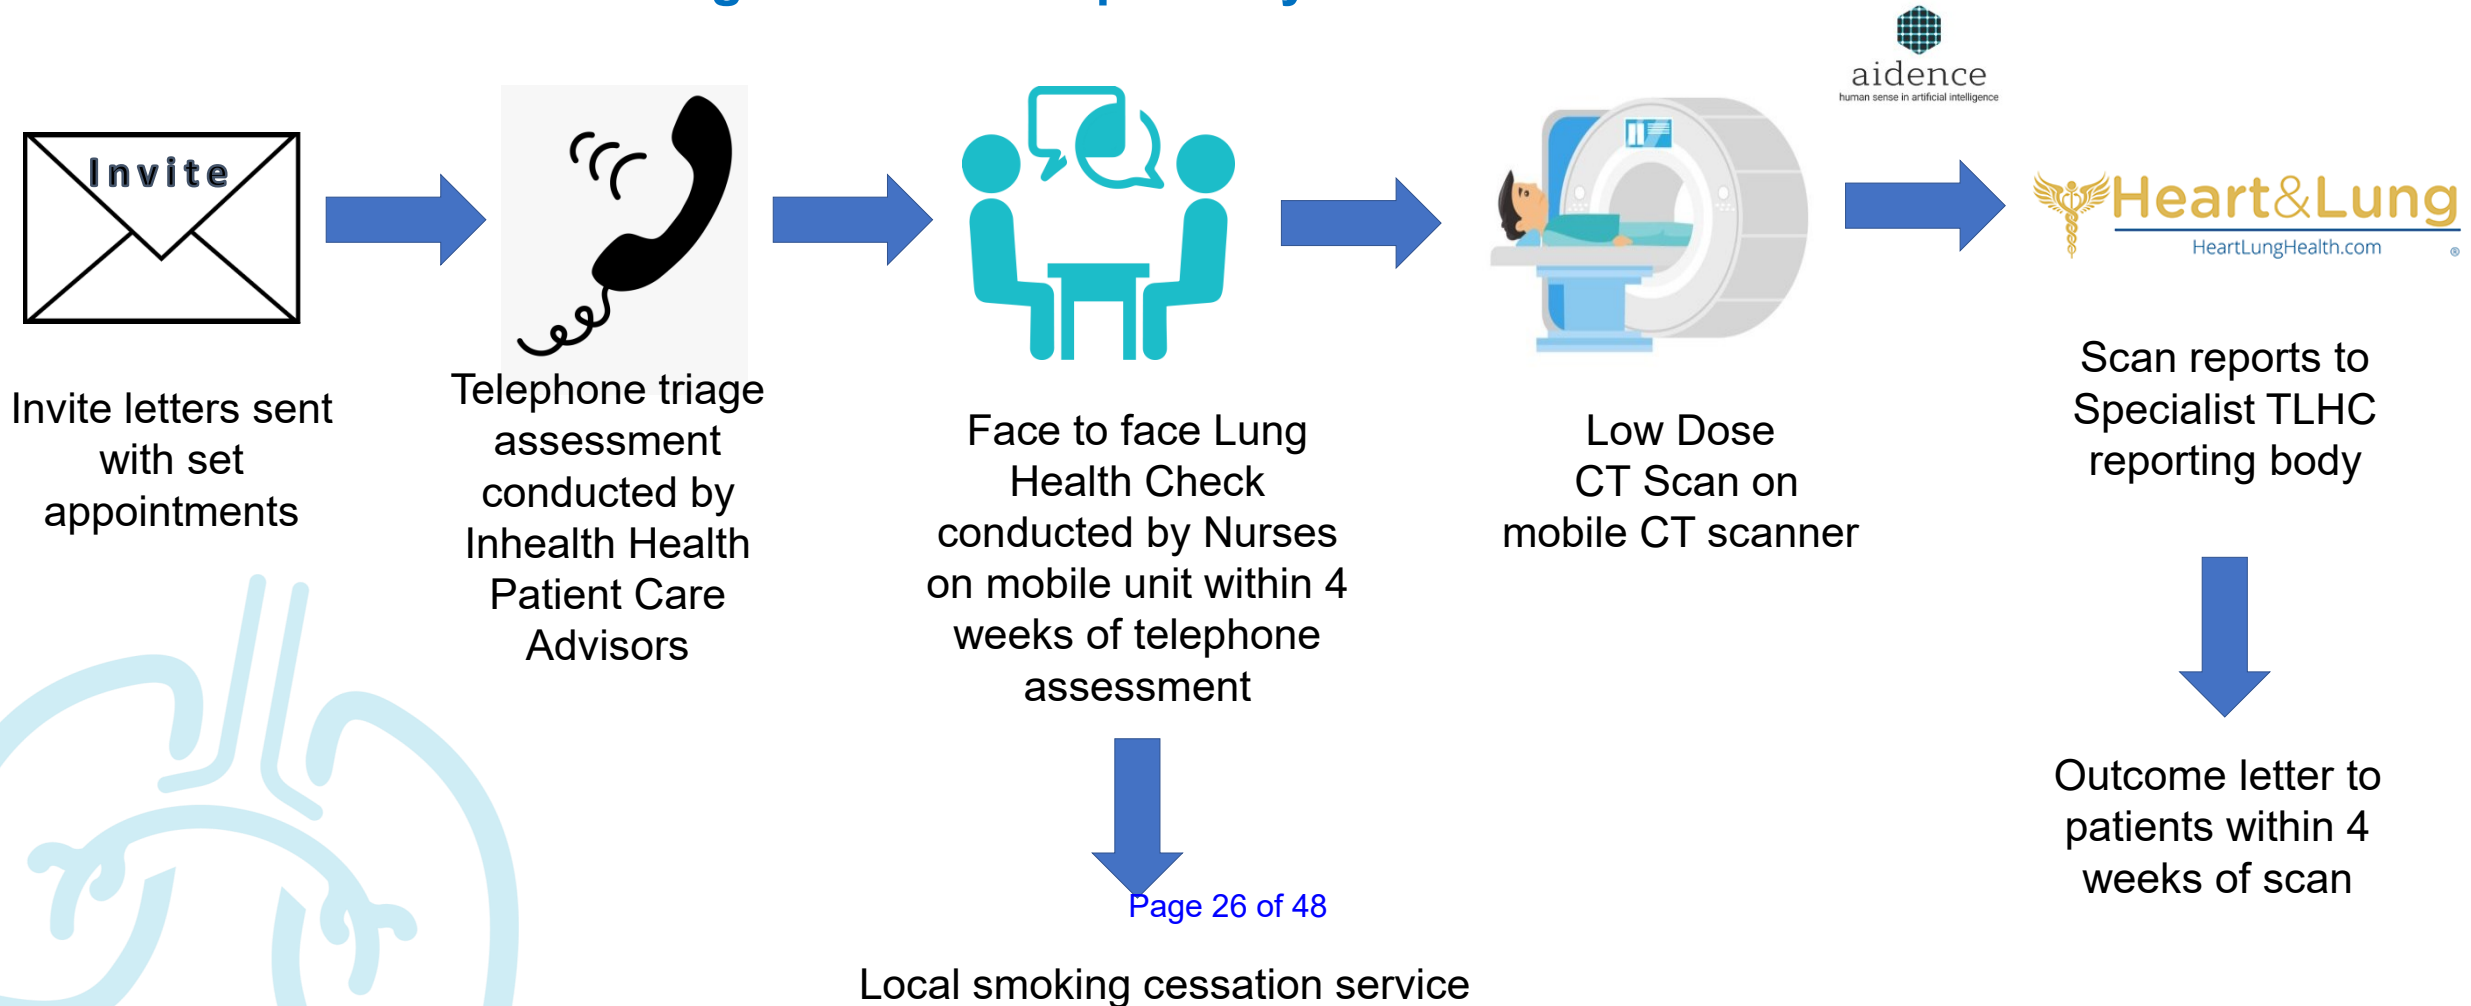 aidence
human sense in artificial intelligence
Invite
Heart&Lung
HeartLungHealth.com ®
Invite letters sent
with set
appointments
Telephone triage
assessment
conducted by
Inhealth Health
Patient Care
Advisors
Face to face Lung
Health Check
conducted by Nurses
on mobile unit within 4
weeks of telephone
assessment
Low Dose
CT Scan on
mobile CT scanner
Scan reports to
Specialist TLHC
reporting body
Outcome letter to
patients within 4
weeks of scan
Page 26 of 48
Local smoking cessation service